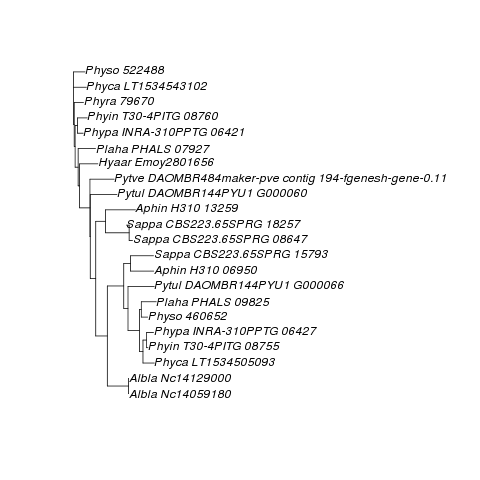 Physo 522488
Phyca LT1534543102
Phyra 79670
Phyin T30-4PITG 08760
Phypa INRA-310PPTG 06421
Plaha PHALS 07927
Hyaar Emoy2801656
Pytve DAOMBR484maker-pve contig 194-fgenesh-gene-0.11
Pytul DAOMBR144PYU1 G000060
Aphin H310 13259
Sappa CBS223.65SPRG 18257
Sappa CBS223.65SPRG 08647
Sappa CBS223.65SPRG 15793
Aphin H310 06950
Pytul DAOMBR144PYU1 G000066
Plaha PHALS 09825
Physo 460652
Phypa INRA-310PPTG 06427
Phyin T30-4PITG 08755
Phyca LT1534505093
Albla Nc14129000
Albla Nc14059180